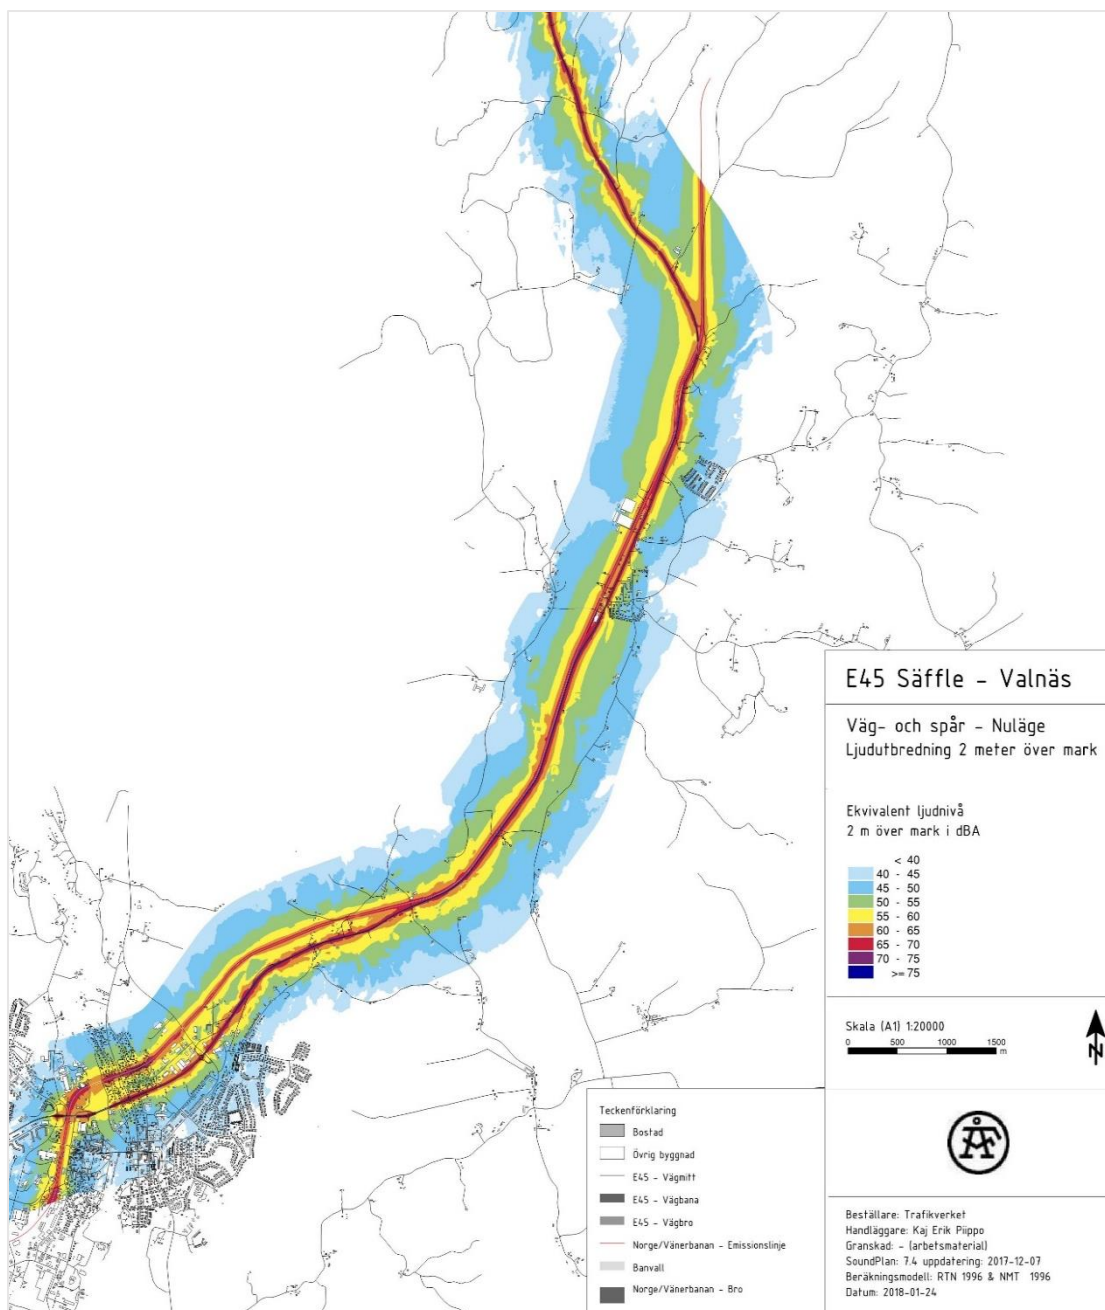 E45 Säffle - Valnäs
Väg- och spår - Nuläge
Ljudutbredning 2 meter över mark
Ekvivalent ljudnivå
2 m över mark i dBA
< 40
40 - 45
45 - 50
50 - 55
55 - 60
60 - 65
65 - 70
70 - 75
>= 75
Skala (A1) 1:20000
0 500 1000 1500
m
N
Teckenförklaring
Bostad
Övrig byggnad
E45 - Vägmitt
E45 - Vägbana
E45 - Vägbro
Norge/Vänerbanan - Emissionslinje
Banvall
Norge/Vänerbanan - Bro
ÅF
Beställare: Trafikverket
Handläggare: Kaj Erik Piippo
Granskad: - (arbetsmaterial)
SoundPlan: 7.4 uppdatering: 2017-12-07
Beräkningsmodell: RTN 1996 & NMT 1996
Datum: 2018-01-24